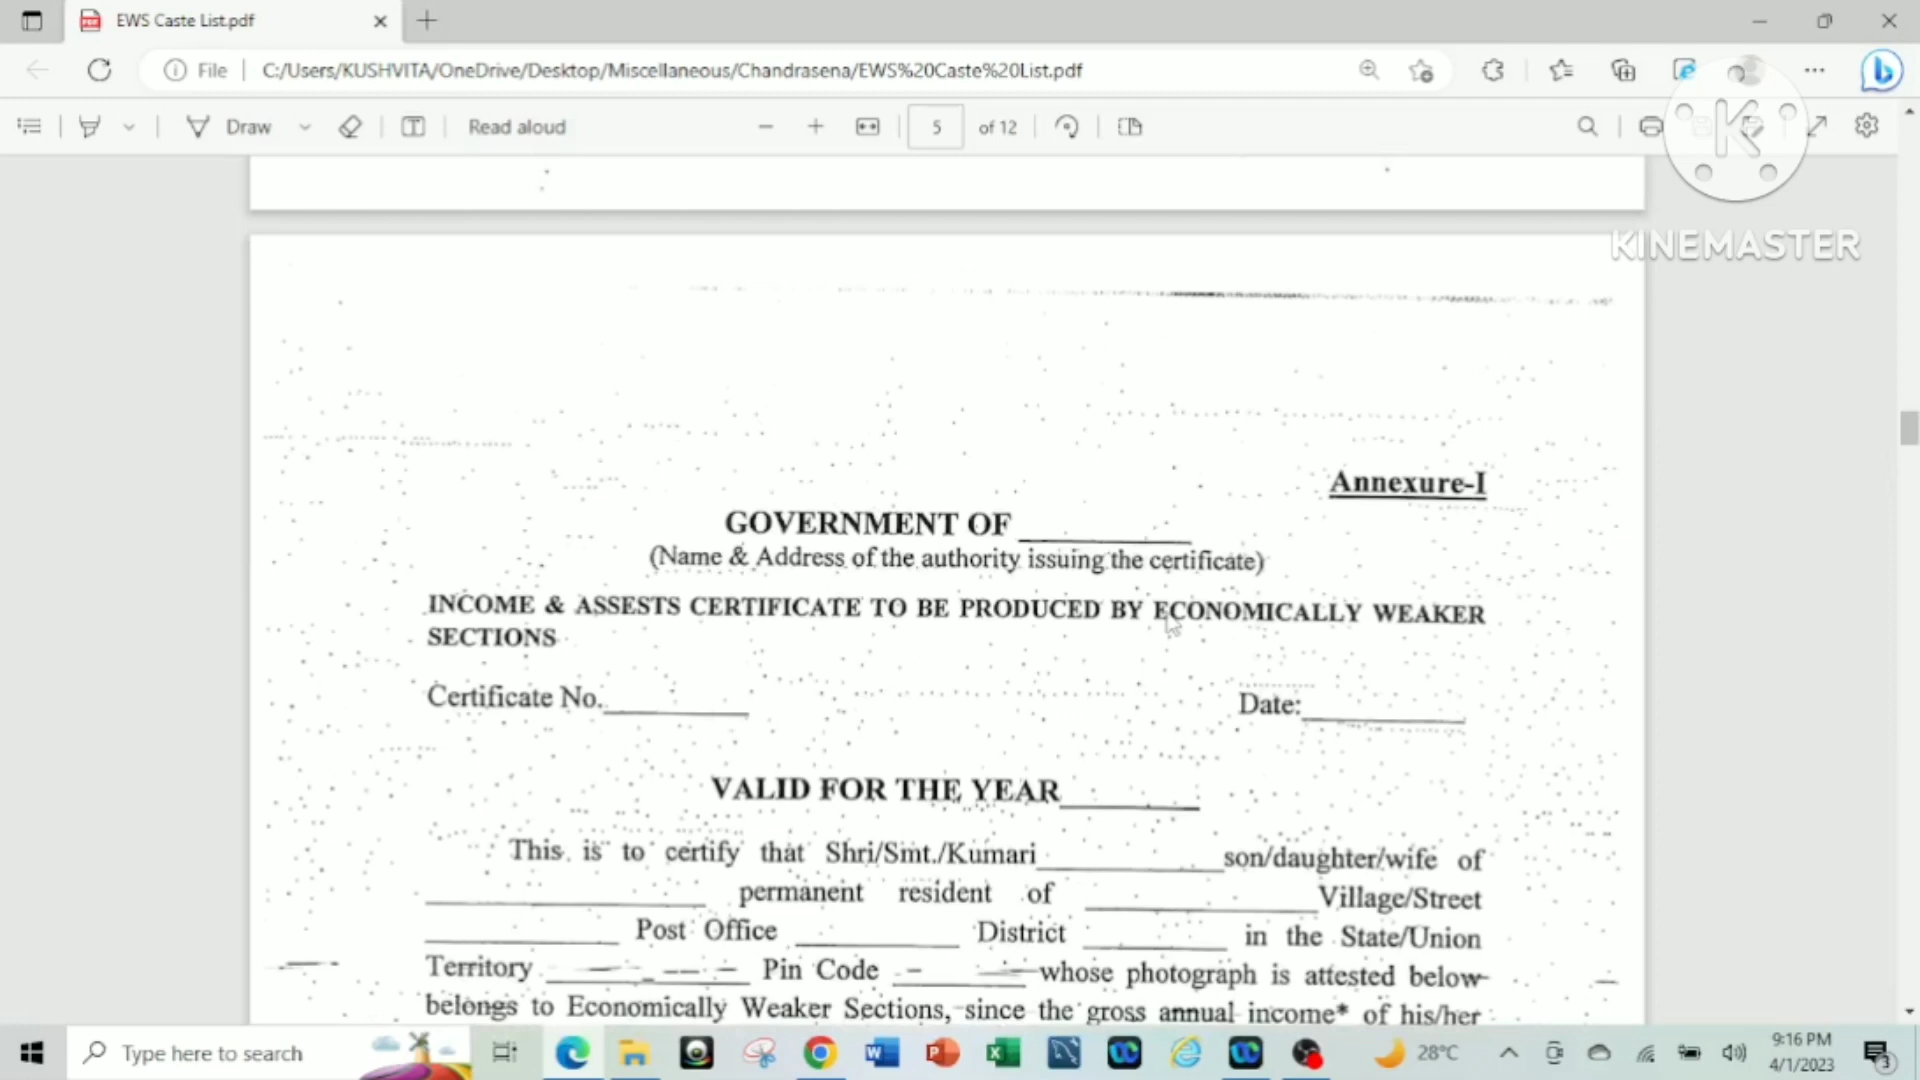 EWS Caste List.pdf
File
C:/Users/KUSHVITA/OneDrive/Desktop/Miscellaneous/Chandrasena/EWS%20Caste%20List.pdf
Draw
Read aloud
5 of 12
K
KINEMASTER
Annexure-I
GOVERNMENT OF
(Name & Address of the authority issuing the certificate)
INCOME & ASSESTS CERTIFICATE TO BE PRODUCED BY ECONOMICALLY WEAKER
SECTIONS
Certificate No. Date:
VALID FOR THE YEAR
This is to certify that Shri/Smt./Kumari son/daughter/wife of
permanent resident of Village/Street
Post Office District in the State/Union
Territory Pin Code whose photograph is attested below
belongs to Economically Weaker Sections, since the gross annual income* of his/her
Type here to search
28°C
9:16 PM
4/1/2023
3